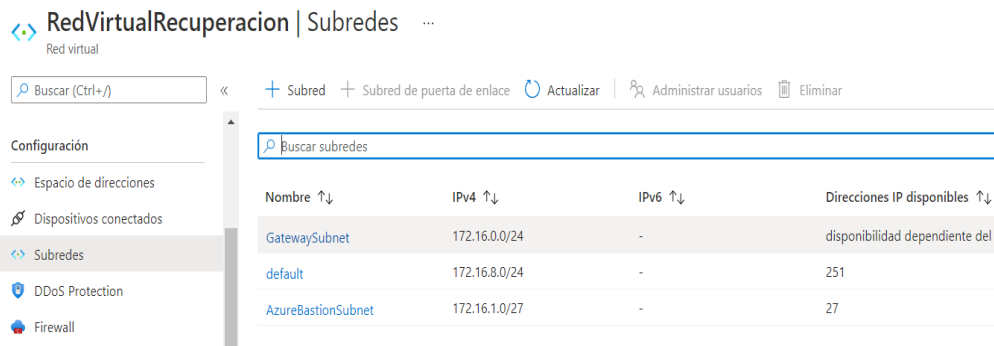 RedVirtualRecuperacion | Subredes ...
Red virtual
Buscar (Ctrl+/) «
+ Subred + Subred de puerta de enlace Actualizar Administrar usuarios Eliminar
Buscar subredes
Configuración
Espacio de direcciones
Dispositivos conectados
Subredes
DDoS Protection
Firewall
Nombre ↑↓ IPv4 ↑↓ IPv6 ↑↓ Direcciones IP disponibles ↑↓
GatewaySubnet 172.16.0.0/24 - disponibilidad dependiente del
default 172.16.8.0/24 - 251
AzureBastionSubnet 172.16.1.0/27 - 27